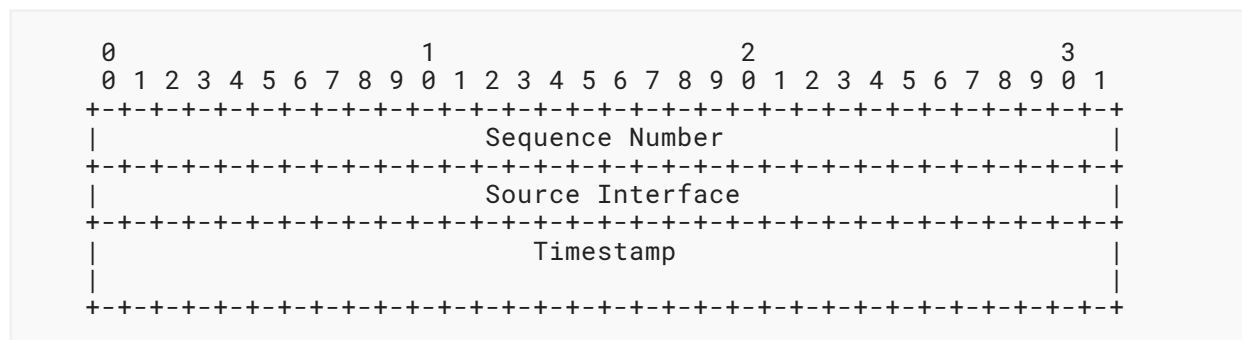 0                   1                   2                   3
 0 1 2 3 4 5 6 7 8 9 0 1 2 3 4 5 6 7 8 9 0 1 2 3 4 5 6 7 8 9 0 1
+-+-+-+-+-+-+-+-+-+-+-+-+-+-+-+-+-+-+-+-+-+-+-+-+-+-+-+-+-+-+-+-+
|                        Sequence Number                        |
+-+-+-+-+-+-+-+-+-+-+-+-+-+-+-+-+-+-+-+-+-+-+-+-+-+-+-+-+-+-+-+-+
|                        Source Interface                       |
+-+-+-+-+-+-+-+-+-+-+-+-+-+-+-+-+-+-+-+-+-+-+-+-+-+-+-+-+-+-+-+-+
|                           Timestamp                           |
|                                                               |
+-+-+-+-+-+-+-+-+-+-+-+-+-+-+-+-+-+-+-+-+-+-+-+-+-+-+-+-+-+-+-+-+